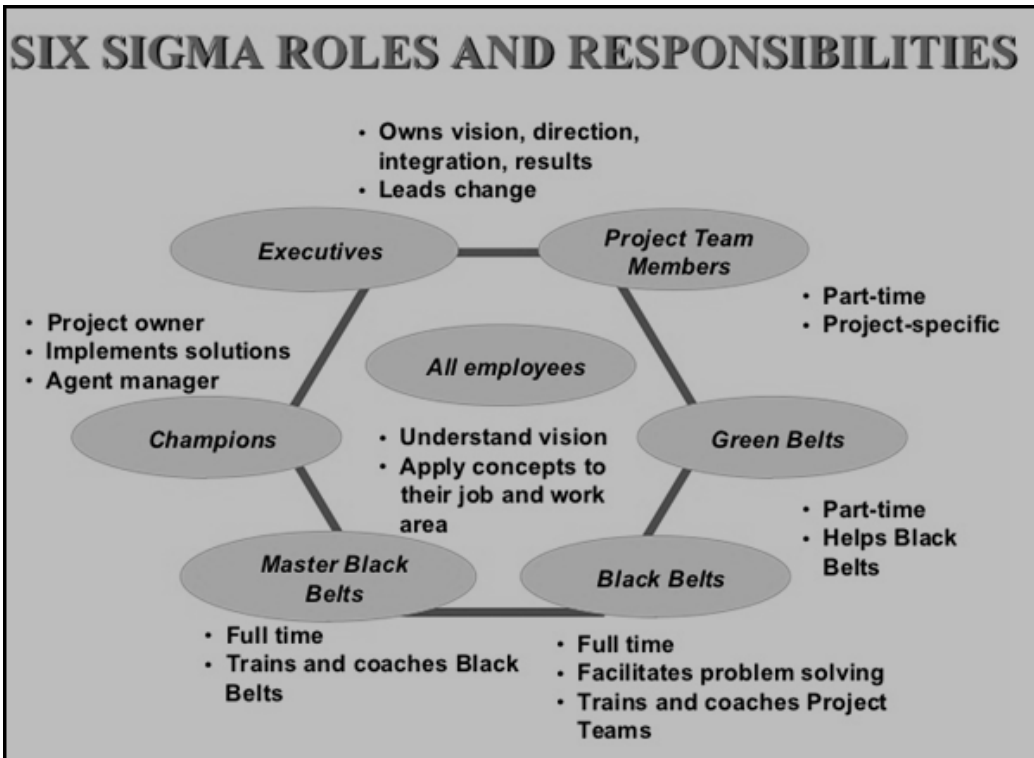 SIX SIGMA ROLES AND RESPONSIBILITIES
• Owns vision, direction,
integration, results
• Leads change
Executives
Project Team
Members
• Part-time
• Project-specific
• Project owner
• Implements solutions
• Agent manager
All employees
Champions
• Understand vision
• Apply concepts to
their job and work
area
Green Belts
• Part-time
• Helps Black
Belts
Master Black
Belts
Black Belts
• Full time
• Trains and coaches Black
Belts
• Full time
• Facilitates problem solving
• Trains and coaches Project
Teams